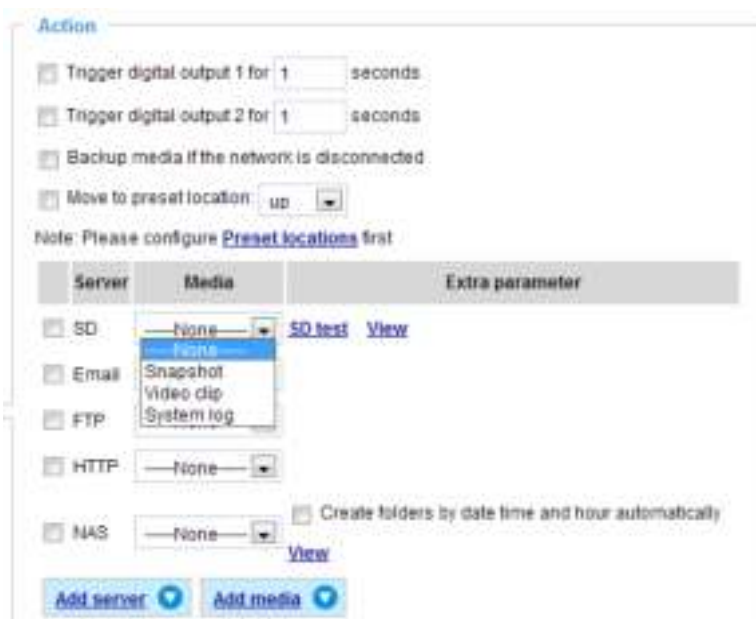 Action
Trigger digital output 1 for 1 seconds
Trigger digital output 2 for 1 seconds
Backup media if the network is disconnected
Move to preset location: up
Note: Please configure Preset locations first
Server Media Extra parameter
SD -----None----- SD test View
-----None-----
Snapshot
Video clip
System log
Email
FTP
HTTP -----None-----
NAS -----None----- Create folders by date time and hour automatically
View
Add server Add media